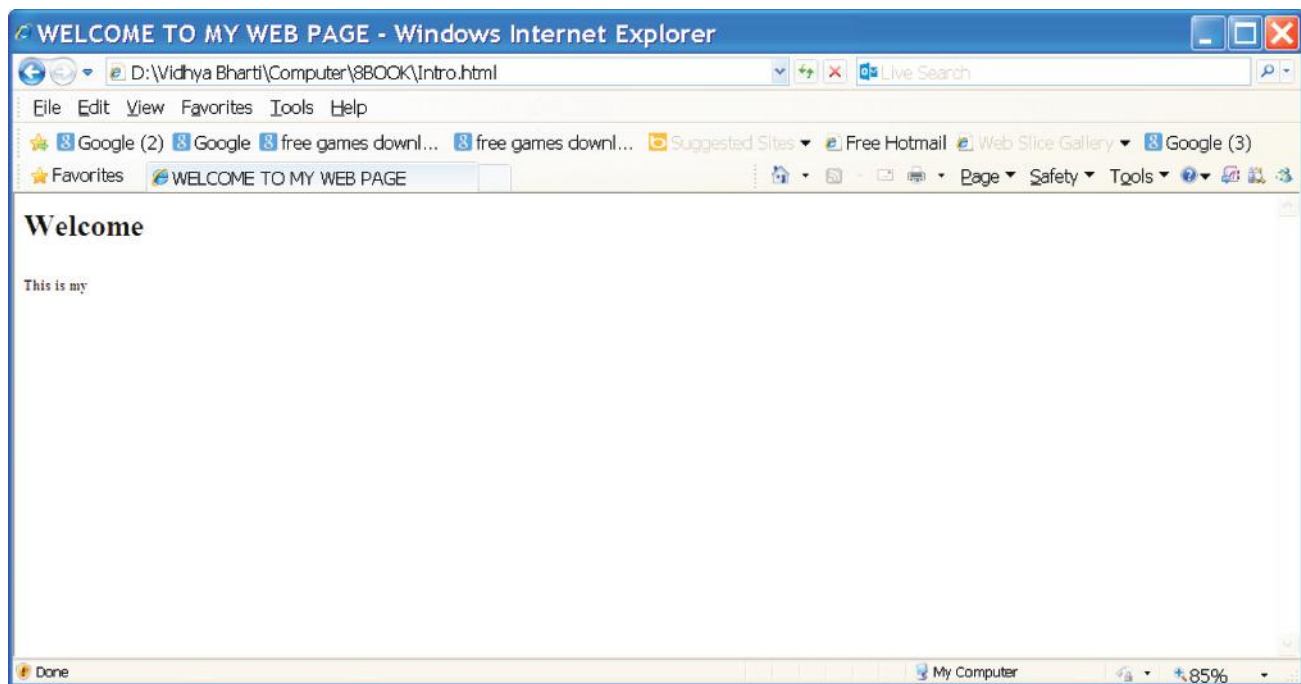 WELCOME TO MY WEB PAGE - Windows Internet Explorer
D:\Vidhya Bharti\Computer\8BOOK\Intro.html Live Search
File Edit View Favorites Tools Help
Google (2) Google free games downl... free games downl... Suggested Sites Free Hotmail Web Slice Gallery Google (3)
Favorites WELCOME TO MY WEB PAGE Page Safety Tools
Welcome
This is my
Done My Computer 85%